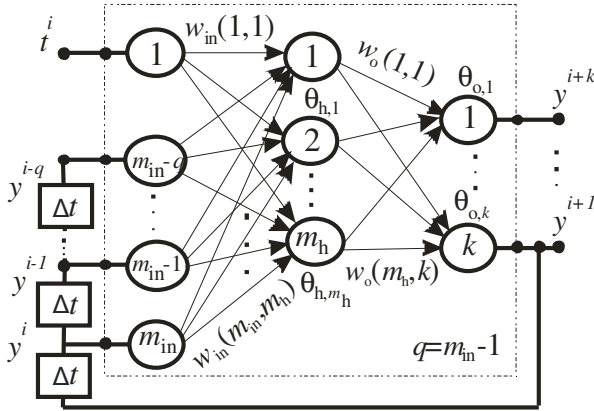 t^i
1
w_in(1,1)
1
w_o(1,1)
θ_o,1
y^{i+k}
θ_h,1
1
2
y^{i-q}
m_in-q
θ_o,k
Δt
y^{i+1}
m_h
k
y^{i-1}
m_in-1
w_o(m_h,k)
θ_h,m_h
Δt
y^i
m_in
w_in(m_in,m_h)
q=m_in-1
Δt